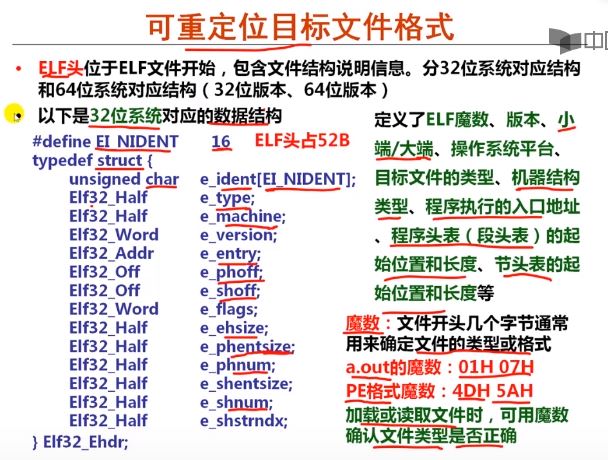 可重定位目标文件格式
中国
• ELF头位于ELF文件开始，包含文件结构说明信息。分32位系统对应结构
和64位系统对应结构（32位版本、64位版本）
• 以下是32位系统对应的数据结构
#define EI_NIDENT 16 ELF头占52B
typedef struct {
unsigned char e_ident[EI_NIDENT];
Elf32_Half e_type;
Elf32_Half e_machine;
Elf32_Word e_version;
Elf32_Addr e_entry;
Elf32_Off e_phoff;
Elf32_Off e_shoff;
Elf32_Word e_flags;
Elf32_Half e_ehsize;
Elf32_Half e_phentsize;
Elf32_Half e_phnum;
Elf32_Half e_shentsize;
Elf32_Half e_shnum;
Elf32_Half e_shstrndx;
} Elf32_Ehdr;
定义了ELF魔数、版本、小
端/大端、操作系统平台、
目标文件的类型、机器结构
类型、程序执行的入口地址
、程序头表（段头表）的起
始位置和长度、节头表的起
始位置和长度等
魔数：文件开头几个字节通常
用来确定文件的类型或格式
a.out的魔数：01H 07H
PE格式魔数：4DH 5AH
加载或读取文件时，可用魔数
确认文件类型是否正确